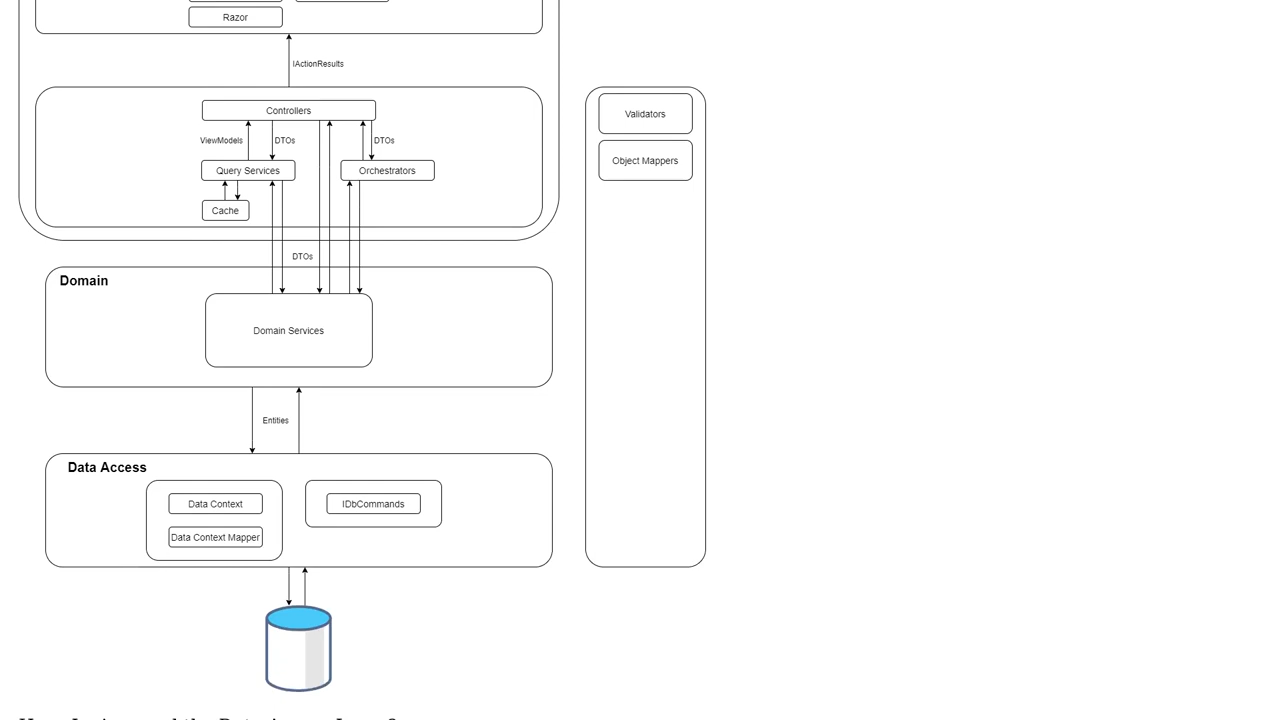 Razor
IActionResults
Controllers
ViewModels
DTOs
DTOs
Query Services
Orchestrators
Cache
DTOs
Domain
Domain Services
Entities
Data Access
Data Context
IDbCommands
Data Context Mapper
Validators
Object Mappers